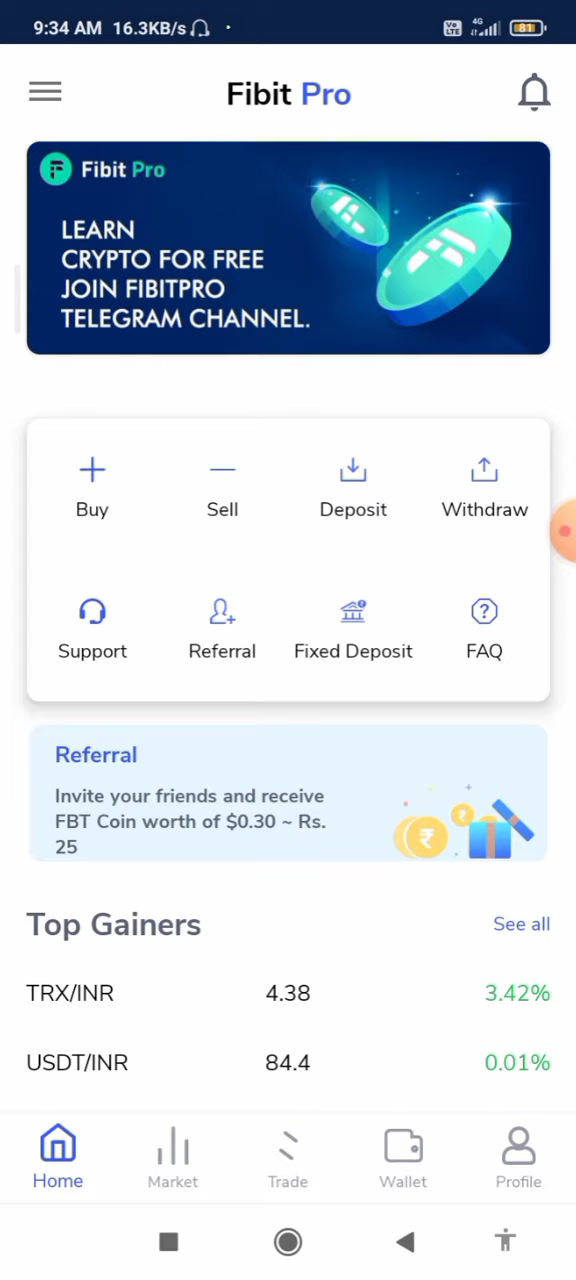 9:34 AM 16.3KB/s
Vo LTE 4G 81
Fibit Pro
Fibit Pro
LEARN
CRYPTO FOR FREE
JOIN FIBITPRO
TELEGRAM CHANNEL.
Buy Sell Deposit Withdraw
Support Referral Fixed Deposit FAQ
Referral
Invite your friends and receive
FBT Coin worth of $0.30 ~ Rs.
25
Top Gainers See all
TRX/INR 4.38 3.42%
USDT/INR 84.4 0.01%
Home Market Trade Wallet Profile